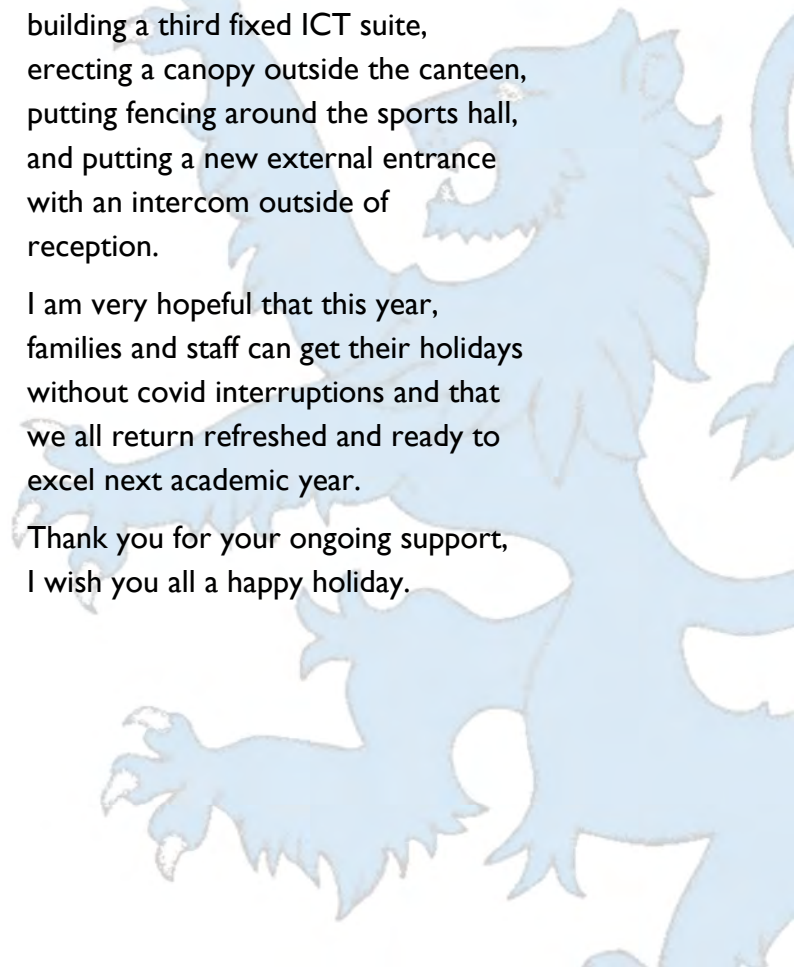 building a third fixed ICT suite,
erecting a canopy outside the canteen,
putting fencing around the sports hall,
and putting a new external entrance
with an intercom outside of
reception.
I am very hopeful that this year,
families and staff can get their holidays
without covid interruptions and that
we all return refreshed and ready to
excel next academic year.
Thank you for your ongoing support,
I wish you all a happy holiday.